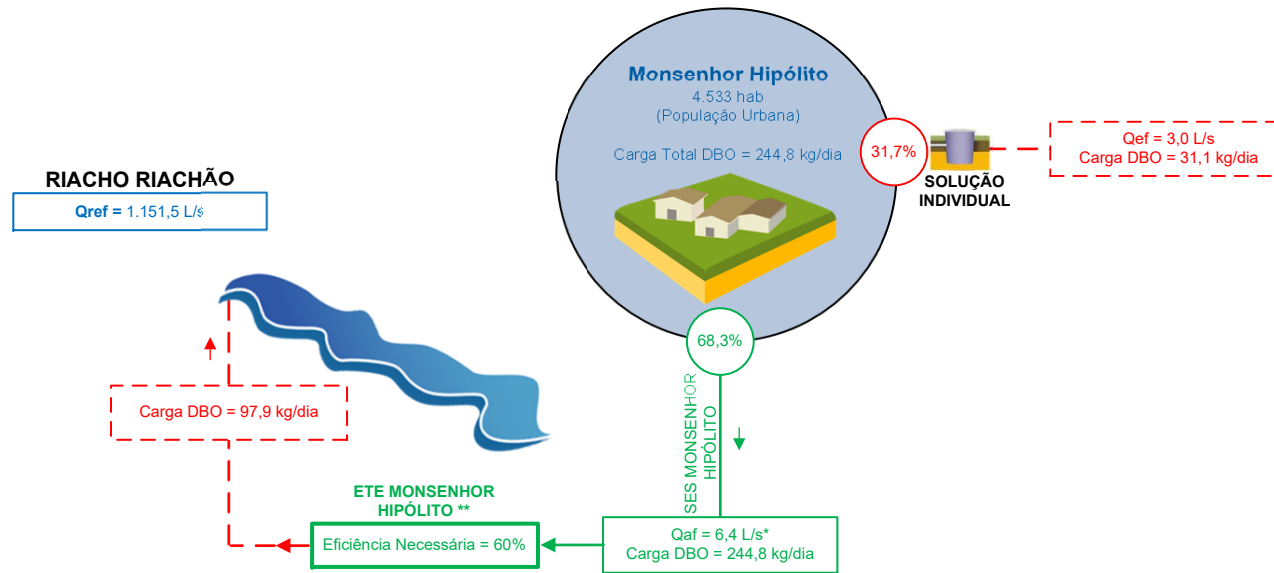 Monsenhor Hipólito
4.533 hab
(População Urbana)
Carga Total DBO = 244,8 kg/dia
31,7%
SOLUÇÃO
INDIVIDUAL
Qef = 3,0 L/s
Carga DBO = 31,1 kg/dia
RIACHO RIACHÃO
Qref = 1.151,5 L/s
68,3%
SES MONSENHOR
HIPÓLITO
Carga DBO = 97,9 kg/dia
ETE MONSENHOR
HIPÓLITO **
Eficiência Necessária = 60%
Qaf = 6,4 L/s*
Carga DBO = 244,8 kg/dia